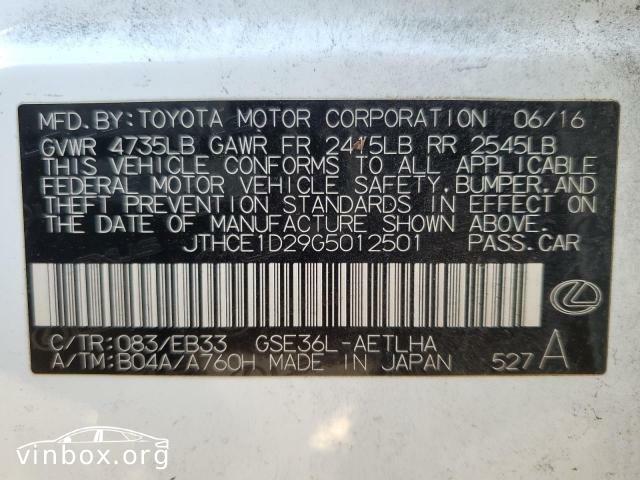 MFD. BY: TOYOTA MOTOR CORPORATION 06/16
GVWR 4735LB GAWR FR 2415LB RR 2545LB
THIS VEHICLE CONFORMS TO ALL APPLICABLE
FEDERAL MOTOR VEHICLE SAFETY, BUMPER, AND
THEFT PREVENTION STANDARDS IN EFFECT ON
THE DATE OF MANUFACTURE SHOWN ABOVE.
JTHCE1D29G5012501 PASS. CAR
C/TR: 083/EB33 GSE36L-AETLHA
A/TM: B04A/A760H MADE IN JAPAN 527 A
vinbox.org